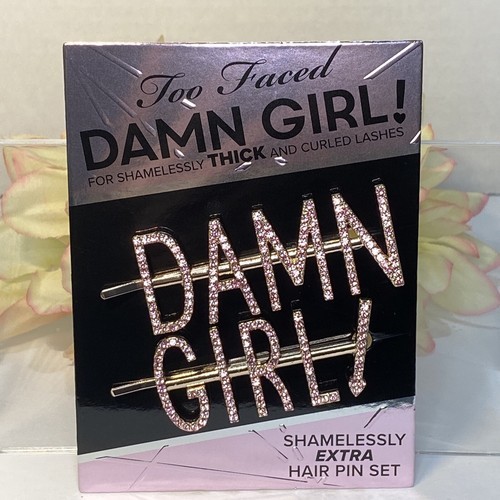 Too Faced
DAMN GIRL!
FOR SHAMELESSLY THICK AND CURLED LASHES
DAMN
GIRL!
SHAMELESSLY
EXTRA
HAIR PIN SET